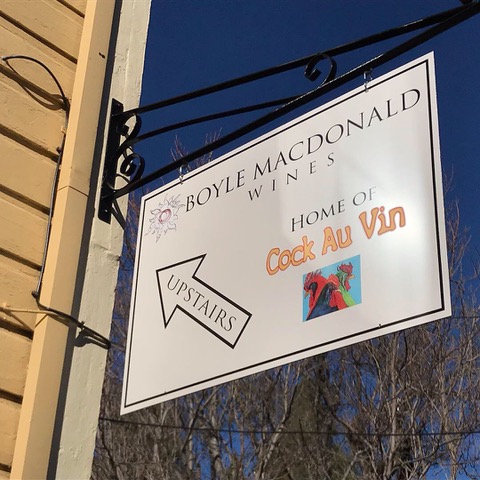 BOYLE MACDONALD
WINES
HOME OF
Cock Au Vin
UPSTAIRS